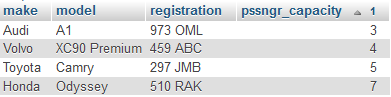 make model registration pssngr_capacity 1
Audi A1 973 OML 3
Volvo XC90 Premium 459 ABC 4
Toyota Camry 297 JMB 5
Honda Odyssey 510 RAK 7